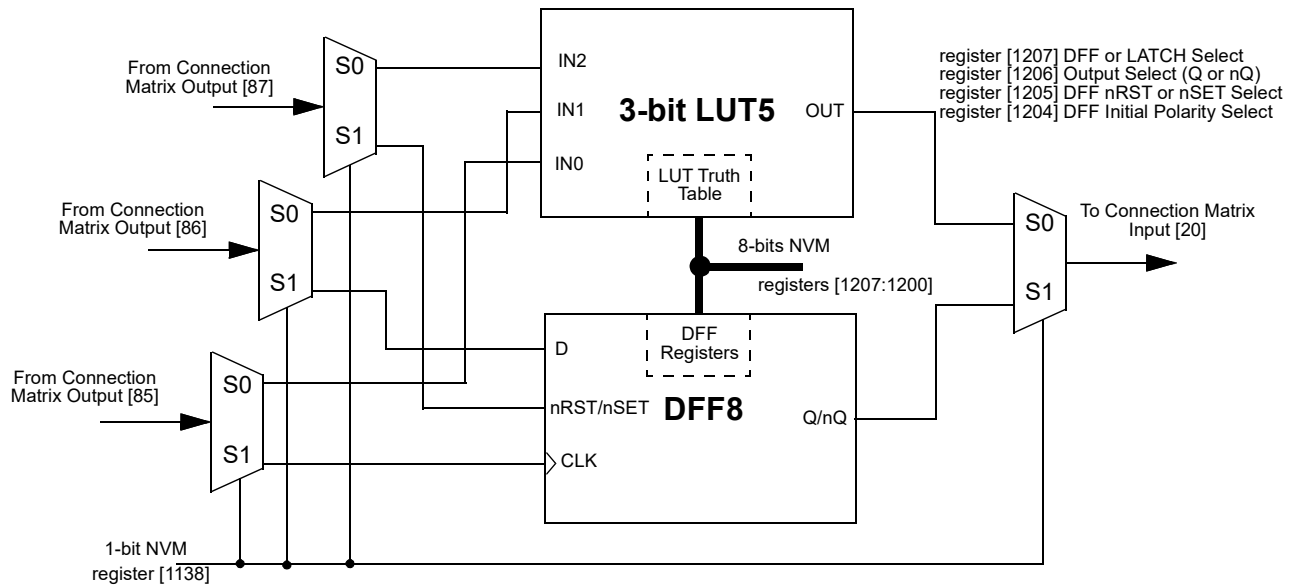 From Connection
Matrix Output [87]
S0
S1
From Connection
Matrix Output [86]
S0
S1
From Connection
Matrix Output [85]
S0
S1
1-bit NVM
register [1138]
IN2
IN1
IN0
3-bit LUT5
OUT
LUT Truth
Table
8-bits NVM
registers [1207:1200]
DFF
Registers
D
nRST/nSET
CLK
DFF8
Q/nQ
register [1207] DFF or LATCH Select
register [1206] Output Select (Q or nQ)
register [1205] DFF nRST or nSET Select
register [1204] DFF Initial Polarity Select
S0
S1
To Connection Matrix
Input [20]